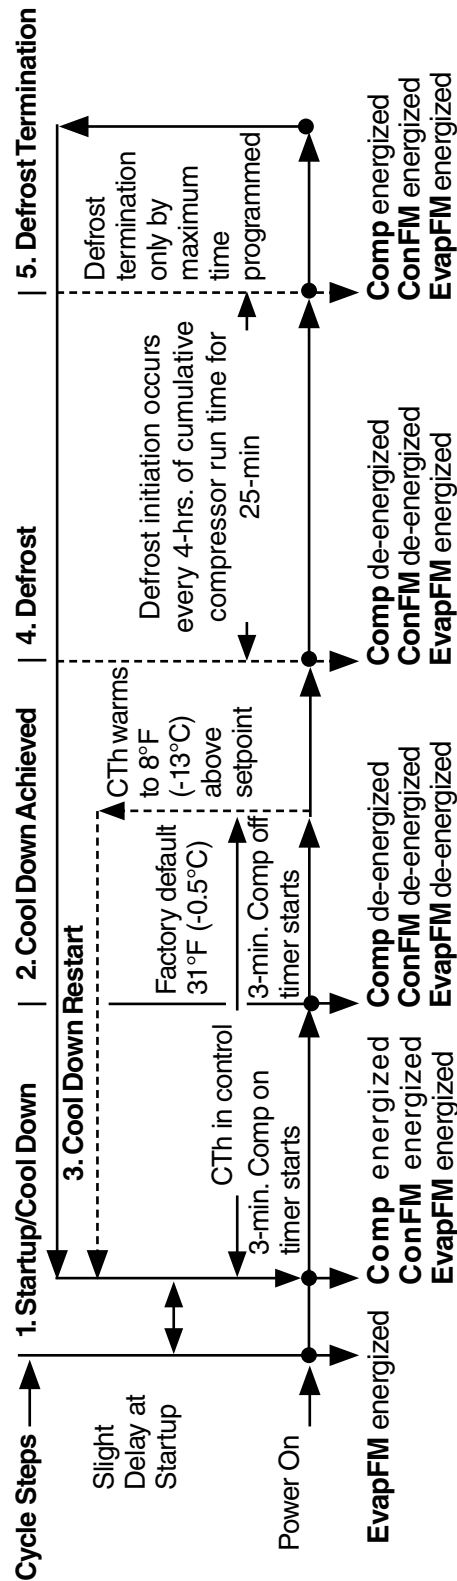 Cycle Steps
1. Startup/Cool Down
2. Cool Down Achieved
4. Defrost
5. Defrost Termination
3. Cool Down Restart
Slight
Delay at
Startup
CTh in control
3-min. Comp on
timer starts
Factory default
31°F (-0.5°C)
3-min. Comp off
timer starts
CTh warms
to 8°F
(-13°C)
above
setpoint
Defrost initiation occurs
every 4-hrs. of cumulative
compressor run time for
25-min
Defrost
termination
only by
maximum
time
programmed
Power On
EvapFM energized
Comp energized
ConFM energized
EvapFM energized
Comp de-energized
ConFM de-energized
EvapFM de-energized
Comp de-energized
ConFM de-energized
EvapFM energized
Comp energized
ConFM energized
EvapFM energized